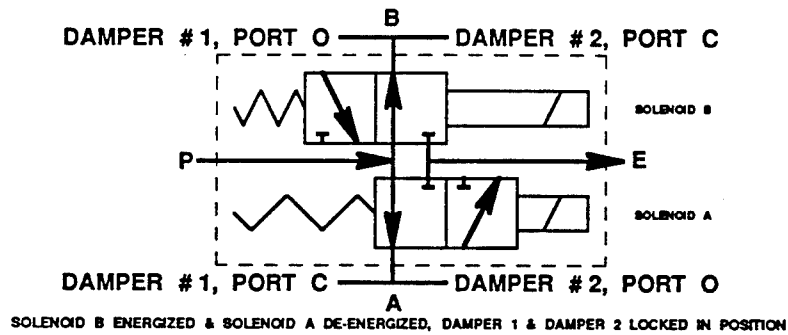 B
DAMPER #1, PORT O DAMPER #2, PORT C
SOLENOID B
P E
SOLENOID A
DAMPER #1, PORT C DAMPER #2, PORT O
A
SOLENOID B ENERGIZED & SOLENOID A DE-ENERGIZED, DAMPER 1 & DAMPER 2 LOCKED IN POSITION